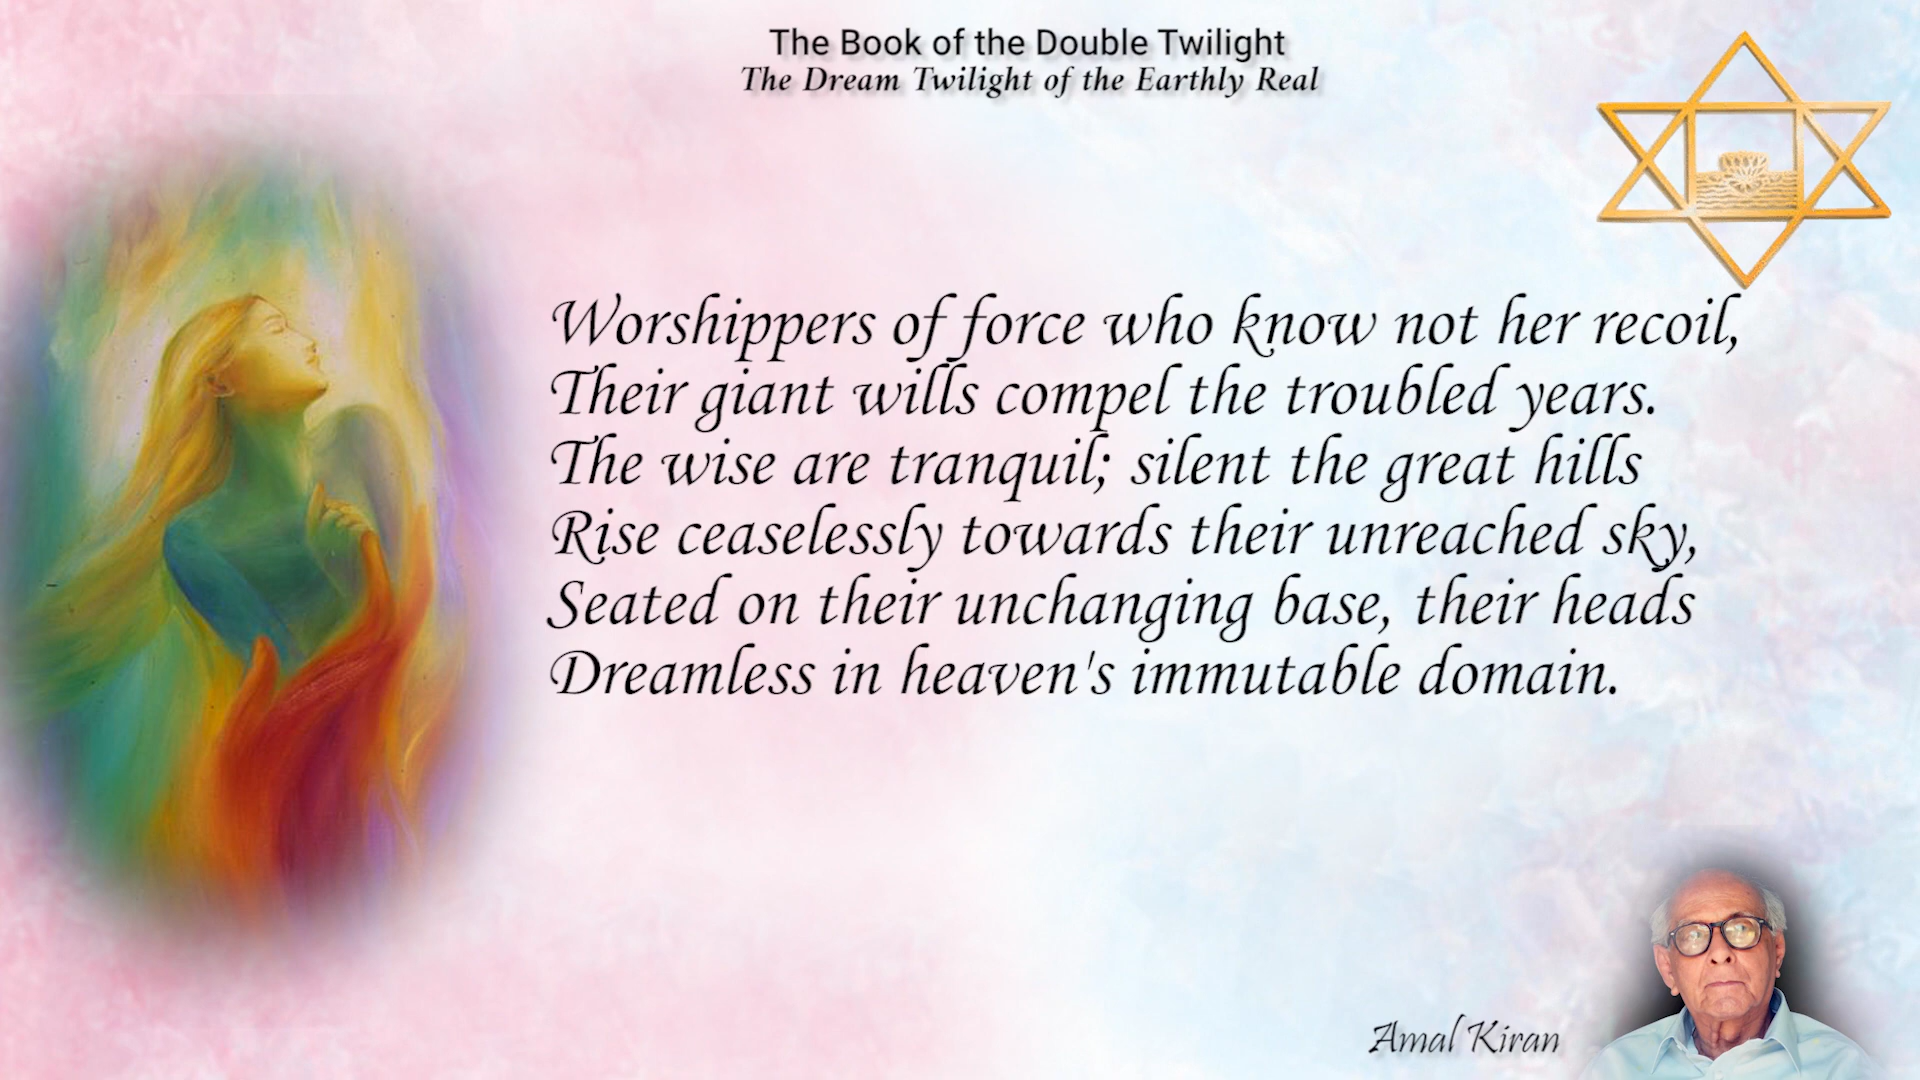 The Book of the Double Twilight
The Dream Twilight of the Earthly Real
Worshippers of force who know not her recoil,
Their giant wills compel the troubled years.
The wise are tranquil; silent the great hills
Rise ceaselessly towards their unreached sky,
Seated on their unchanging base, their heads
Dreamless in heaven's immutable domain.
Amal Kiran